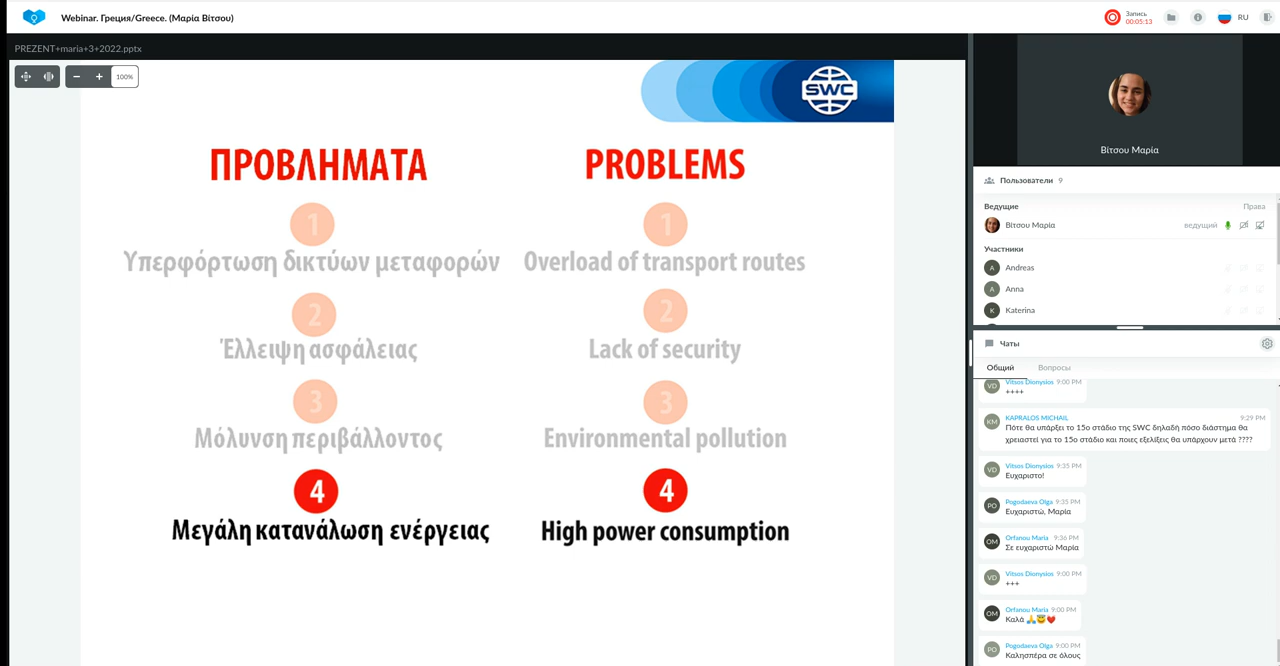 Webinar. Греция/Greece. (Марія Вітсоу)
Запись
00:05:13
RU
PREZENT+maria+3+2022.pptx
100%
SWC
ΠΡΟΒΛΗΜΑΤΑ
PROBLEMS
1
1
Υπερφόρτωση δικτύων μεταφορών
Overload of transport routes
2
2
Έλλειψη ασφάλειας
Lack of security
3
3
Μόλυνση περιβάλλοντος
Environmental pollution
4
4
Μεγάλη κατανάλωση ενέργειας
High power consumption
Βίτσου Μαρία
Пользователи 9
Ведущие
Права
Βίτσου Μαρία
ведущий
Участники
A Andreas
A Anna
K Katerina
Чаты
Общий
Вопросы
VD Vitsos Dionysios 9:00 PM
++++
KM KAPRALOS MICHAIL 9:29 PM
Πότε θα υπάρξει το 15ο στάδιο της SWC δηλαδή πόσο διάστημα θα
χρειαστεί για το 15ο στάδιο και ποιες εξελίξεις θα υπάρχουν μετά ????
VD Vitsos Dionysios 9:35 PM
Ευχαριστο!
PO Pogodaeva Olga 9:35 PM
Ευχαριστώ, Μαρία
OM Orfanou Maria 9:36 PM
Σε ευχαριστώ Μαρία
VD Vitsos Dionysios 9:00 PM
+++
OM Orfanou Maria 9:00 PM
Καλά 🙏😇❤️
PO Pogodaeva Olga 9:00 PM
Καλησπέρα σε όλους